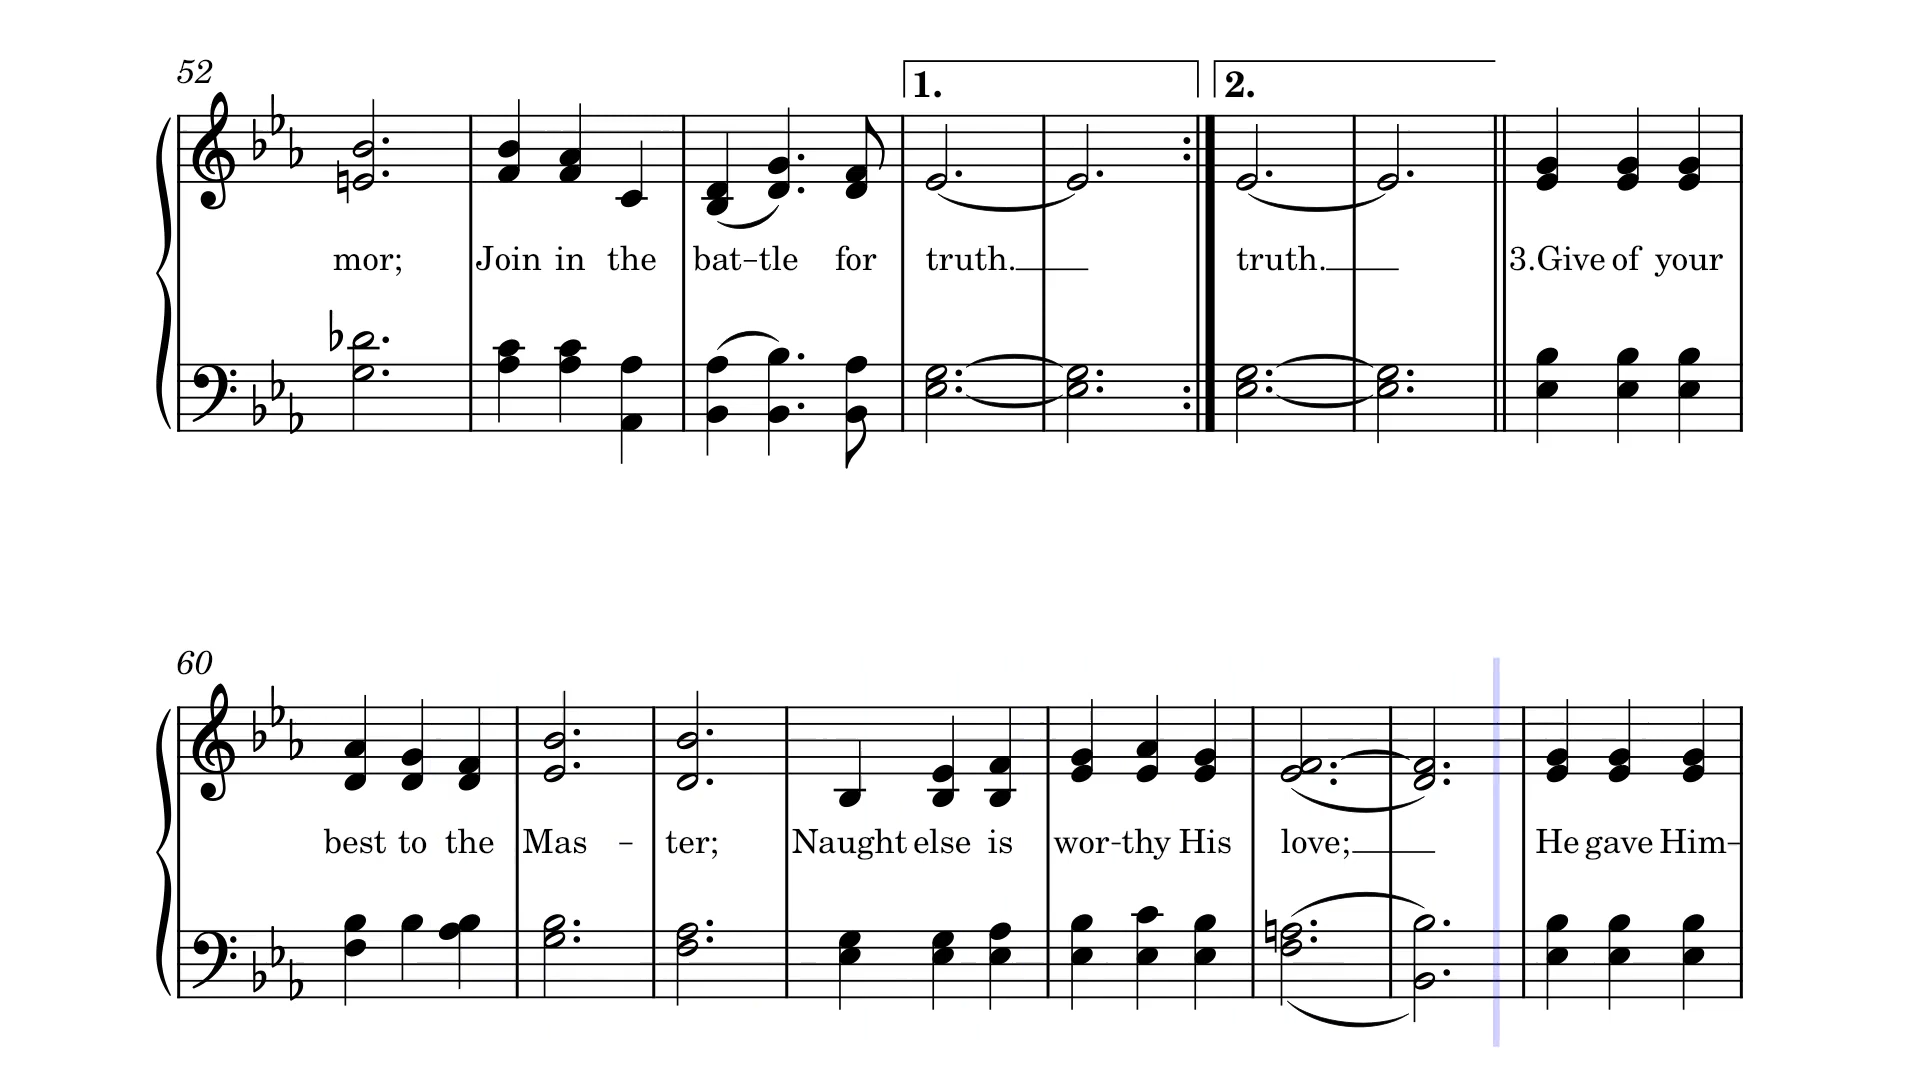 52
1. 2.
mor; Join in the bat-tle for truth. truth. 3.Give of your
60
best to the Mas - ter; Naught else is wor-thy His love; He gave Him-